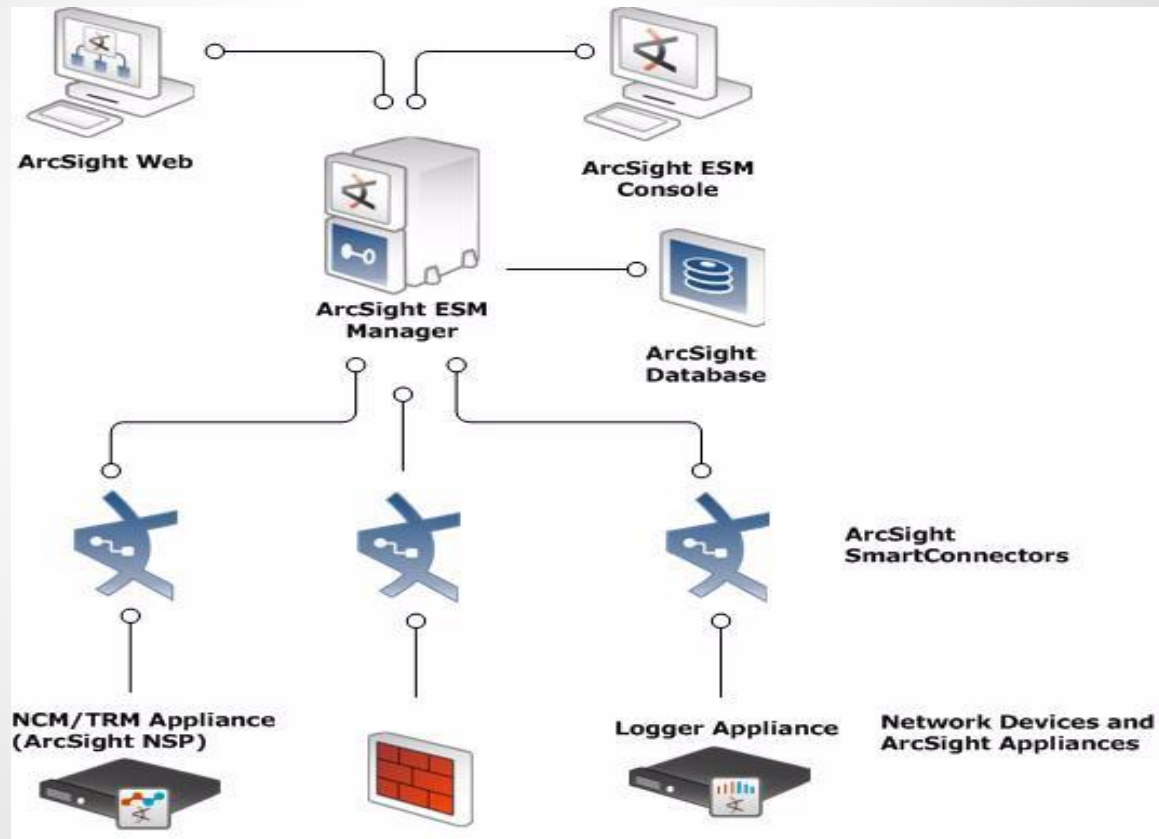 ArcSight Web
ArcSight ESM
Console
ArcSight ESM
Manager
ArcSight
Database
ArcSight
SmartConnectors
NCM/TRM Appliance
(ArcSight NSP)
Logger Appliance
Network Devices and
ArcSight Appliances